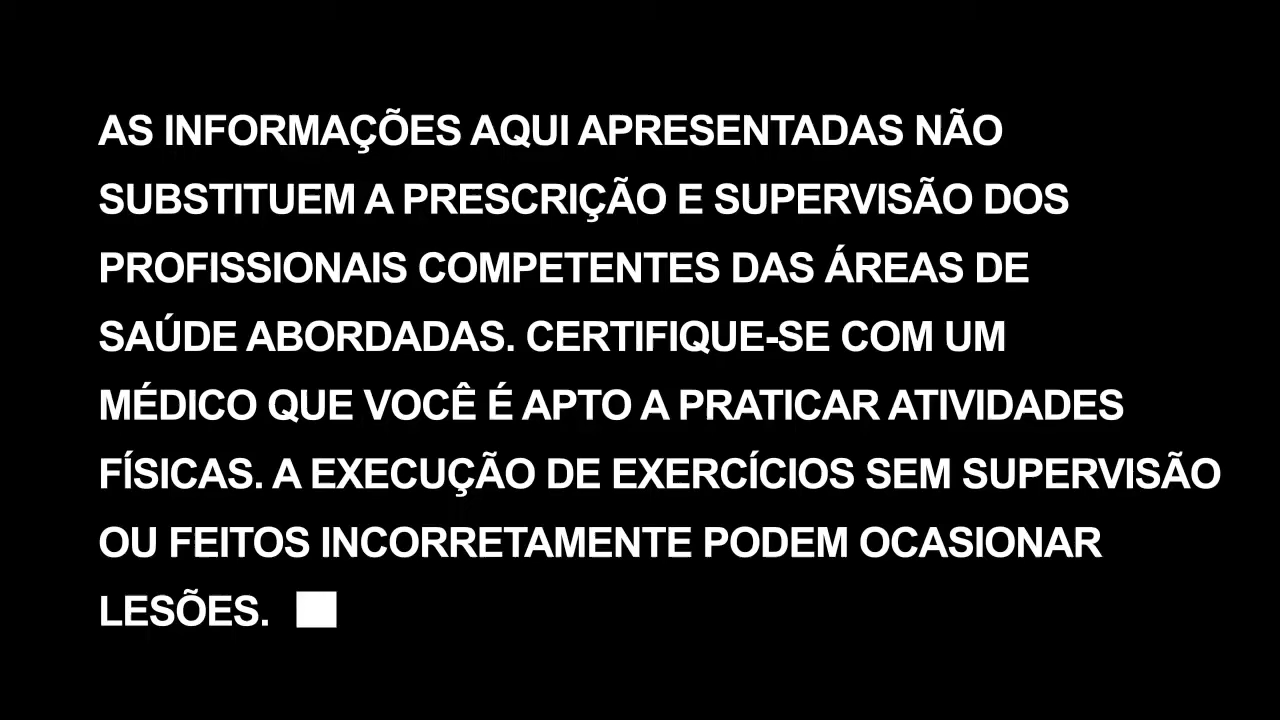 AS INFORMAÇÕES AQUI APRESENTADAS NÃO
SUBSTITUEM A PRESCRIÇÃO E SUPERVISÃO DOS
PROFISSIONAIS COMPETENTES DAS ÁREAS DE
SAÚDE ABORDADAS. CERTIFIQUE-SE COM UM
MÉDICO QUE VOCÊ É APTO A PRATICAR ATIVIDADES
FÍSICAS. A EXECUÇÃO DE EXERCÍCIOS SEM SUPERVISÃO
OU FEITOS INCORRETAMENTE PODEM OCASIONAR
LESÕES.